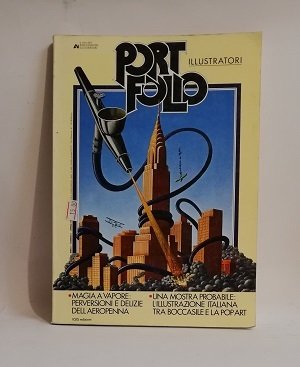 PORT
FOLIO
ILLUSTRATORI
• MAGIA A VAPORE:
PERVERSIONI E DELIZIE
DELL'AEROPENNA
• UNA MOSTRA PROBABILE:
L'ILLUSTRAZIONE ITALIANA
TRA BOCCASILE E LA POP ART